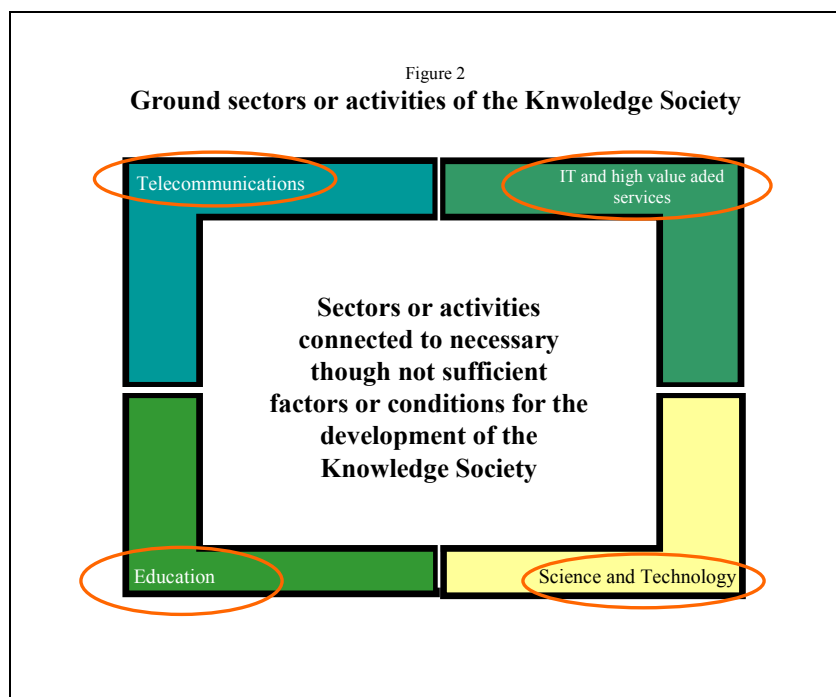 Figure 2
Ground sectors or activities of the Knwoledge Society
Telecommunications
IT and high value aded
services
Sectors or activities
connected to necessary
though not sufficient
factors or conditions for the
development of the
Knowledge Society
Education
Science and Technology